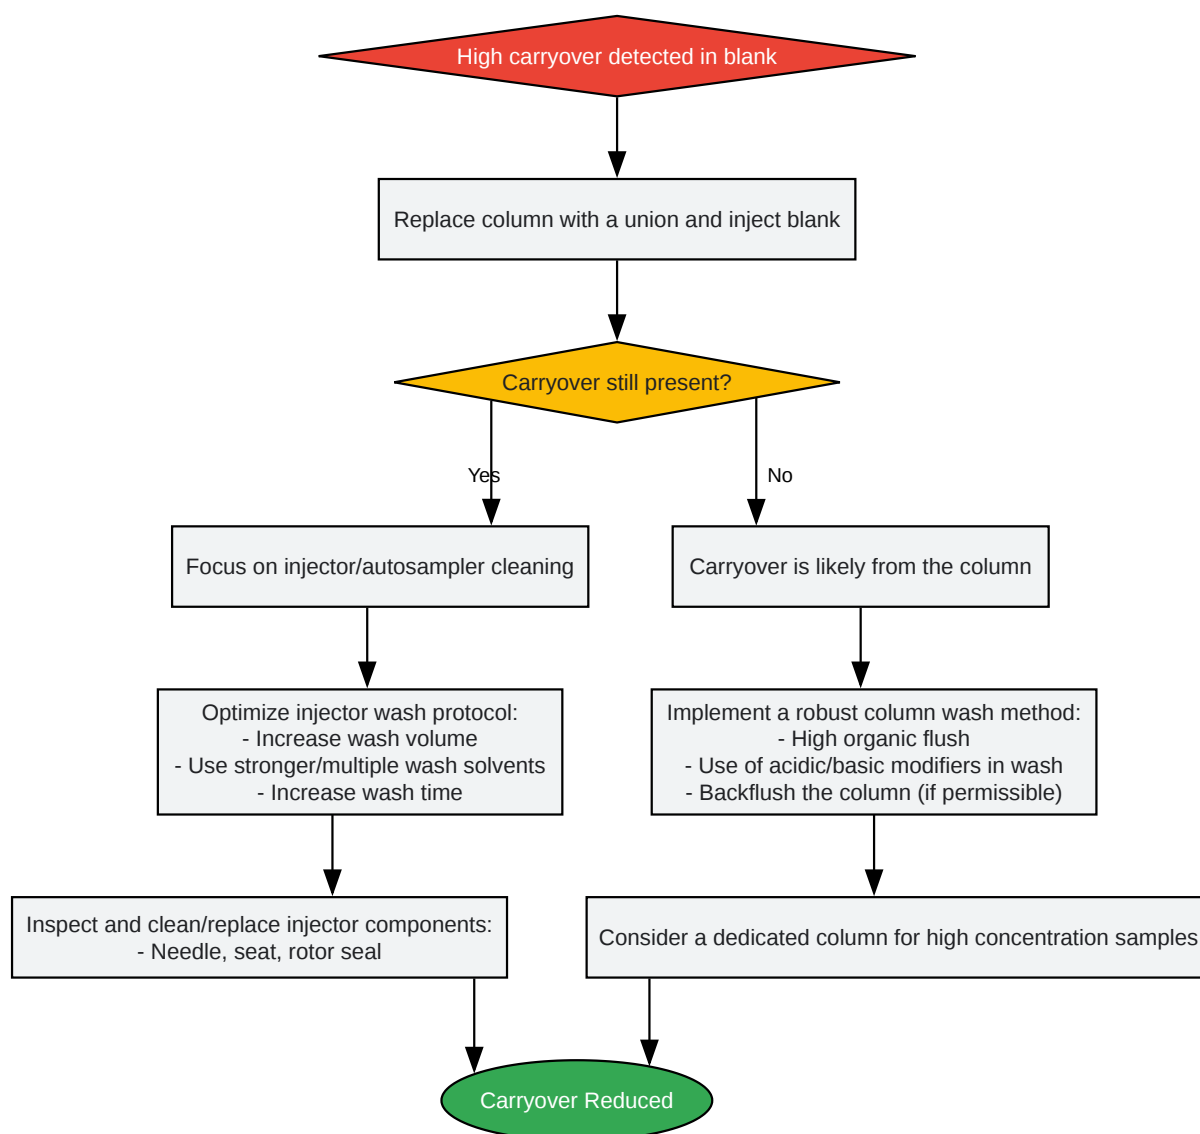 High carryover detected in blank
Replace column with a union and inject blank
Carryover still present?
Yes
No
Focus on injector/autosampler cleaning
Carryover is likely from the column
Optimize injector wash protocol:
- Increase wash volume
- Use stronger/multiple wash solvents
- Increase wash time
Implement a robust column wash method:
- High organic flush
- Use of acidic/basic modifiers in wash
- Backflush the column (if permissible)
Inspect and clean/replace injector components:
- Needle, seat, rotor seal
Consider a dedicated column for high concentration samples
Carryover Reduced